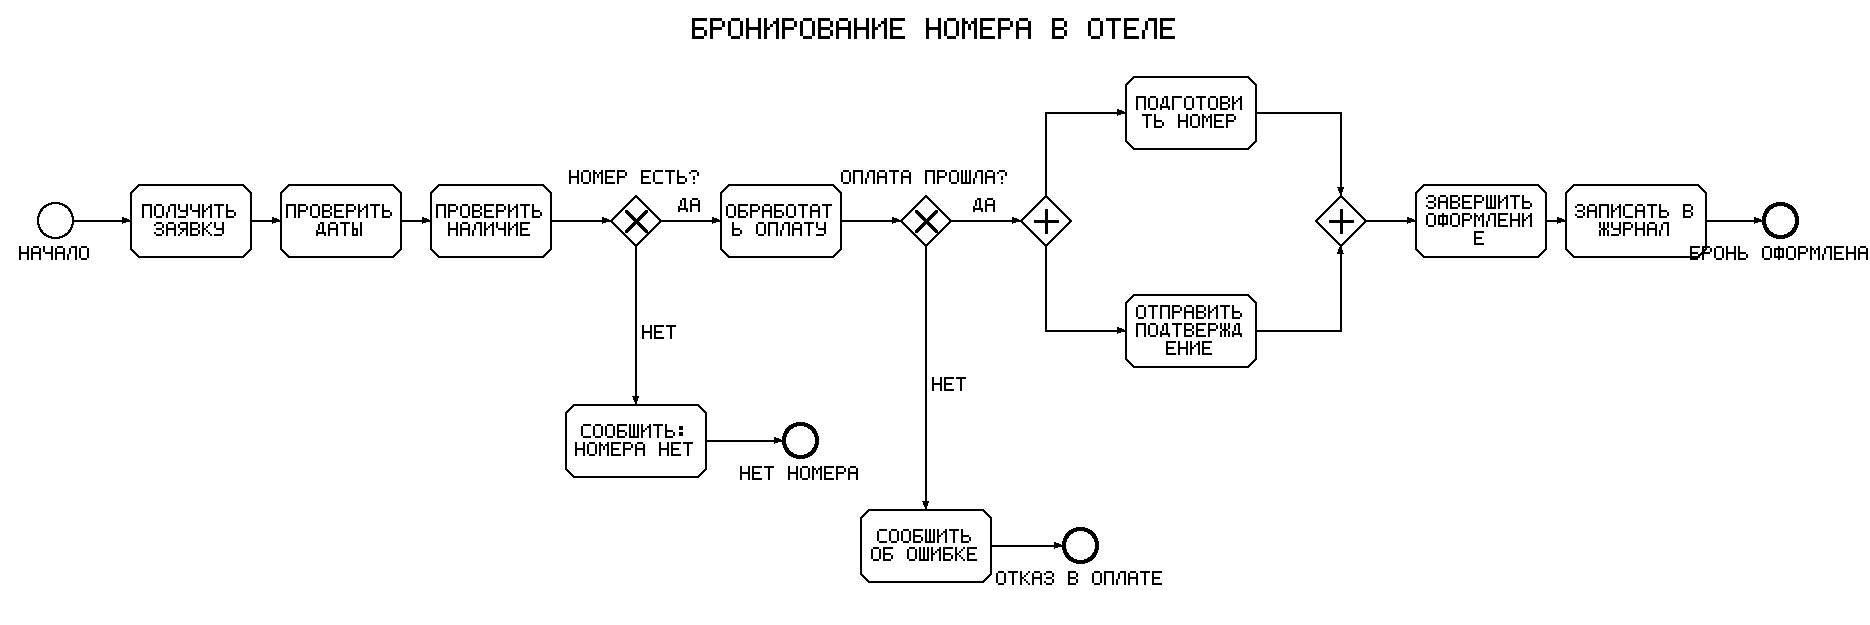 БРОНИРОВАНИЕ НОМЕРА В ОТЕЛЕ
ПОДГОТОВИ
ТЬ НОМЕР
НОМЕР ЕСТЬ?
ОПЛАТА ПРОШЛА?
НАЧАЛО
ПОЛУЧИТЬ
ЗАЯВКУ
ПРОВЕРИТЬ
ДАТЫ
ПРОВЕРИТЬ
НАЛИЧИЕ
ДА
ОБРАБОТАТ
Ь ОПЛАТУ
ДА
ЗАВЕРШИТЬ
ОФОРМЛЕНИ
Е
ЗАПИСАТЬ В
ЖУРНАЛ
БРОНЬ ОФОРМЛЕНА
ОТПРАВИТЬ
ПОДТВЕРЖД
ЕНИЕ
НЕТ
НЕТ
СООБШИТЬ:
НОМЕРА НЕТ
НЕТ НОМЕРА
СООБШИТЬ
ОБ ОШИБКЕ
ОТКАЗ В ОПЛАТЕ